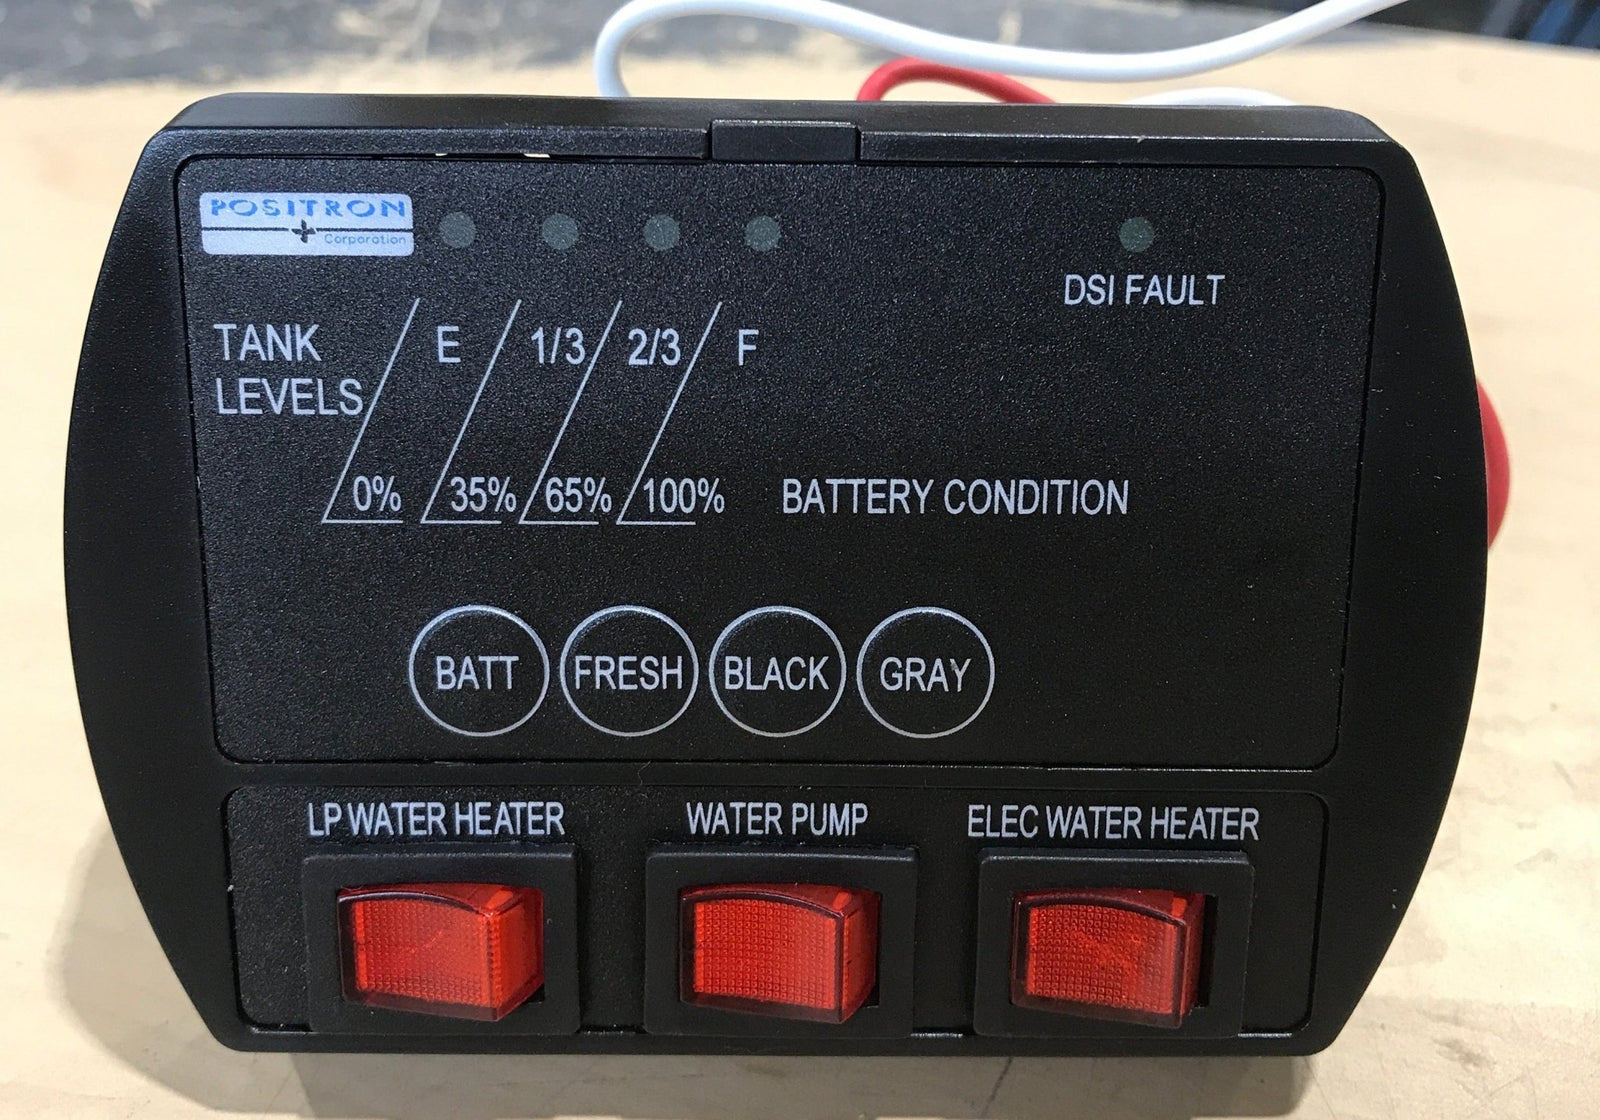 POSITRON
Corporation
DSI FAULT
TANK LEVELS
E 1/3 2/3 F
0% 35% 65% 100% BATTERY CONDITION
BATT FRESH BLACK GRAY
LP WATER HEATER WATER PUMP ELEC WATER HEATER